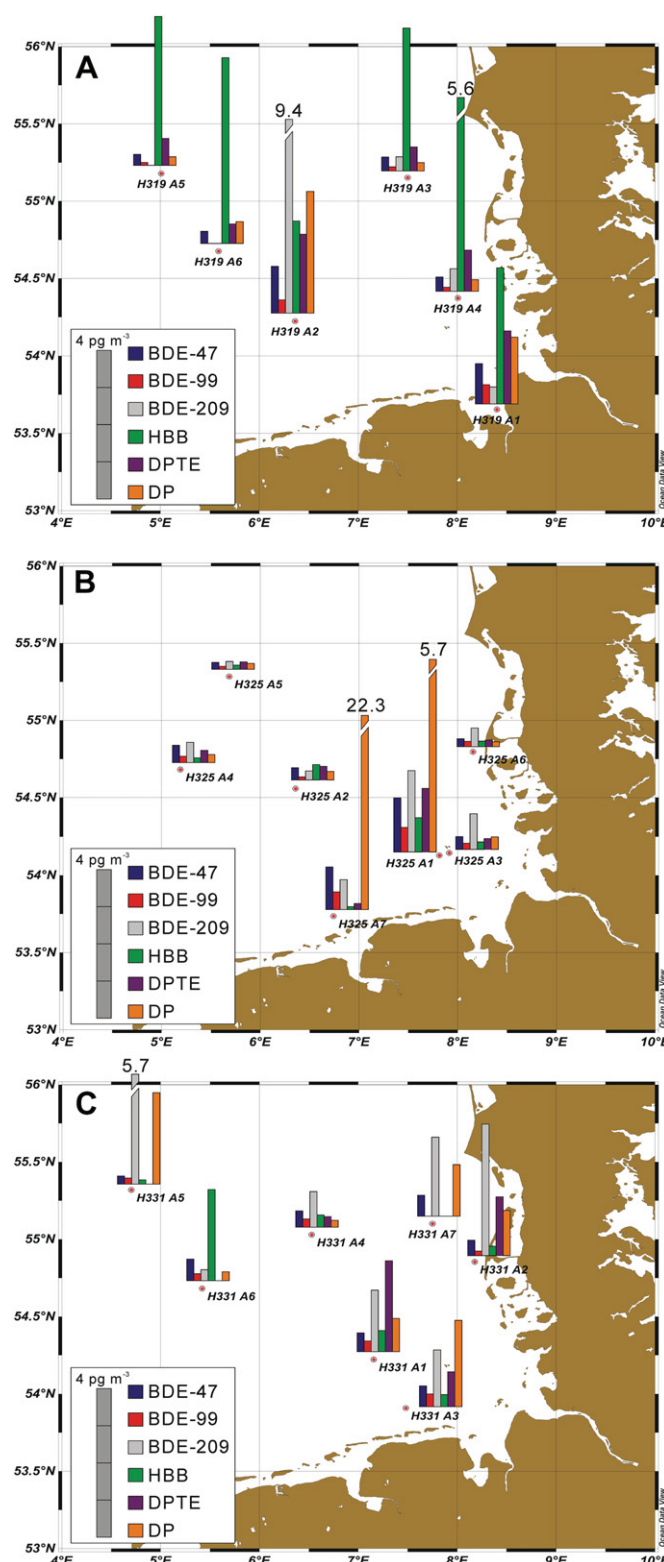 A
56°N
55.5°N
55°N
54.5°N
54°N
53.5°N
53°N
9.4
5.6
H319 A5
H319 A3
H319 A6
H319 A4
H319 A2
H319 A1
4 pg m⁻³
BDE-47
BDE-99
BDE-209
HBB
DPTE
DP
4°E
5°E
6°E
7°E
8°E
9°E
10°E
Ocean Data View
B
56°N
55.5°N
55°N
54.5°N
54°N
53.5°N
53°N
5.7
22.3
H325 A5
H325 A4
H325 A2
H325 A6
H325 A1
H325 A3
H325 A7
4 pg m⁻³
BDE-47
BDE-99
BDE-209
HBB
DPTE
DP
4°E
5°E
6°E
7°E
8°E
9°E
10°E
Ocean Data View
C
5.7
56°N
55.5°N
55°N
54.5°N
54°N
53.5°N
53°N
H331 A5
H331 A7
H331 A4
H331 A2
H331 A6
H331 A1
H331 A3
4 pg m⁻³
BDE-47
BDE-99
BDE-209
HBB
DPTE
DP
4°E
5°E
6°E
7°E
8°E
9°E
10°E
Ocean Data View